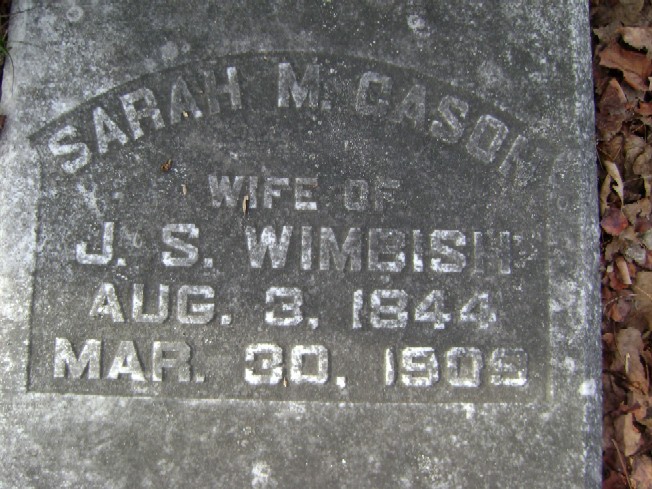 SARAH M. CASON
WIFE OF
J. S. WIMBISH
AUG. 3, 1844
MAR. 30, 1909